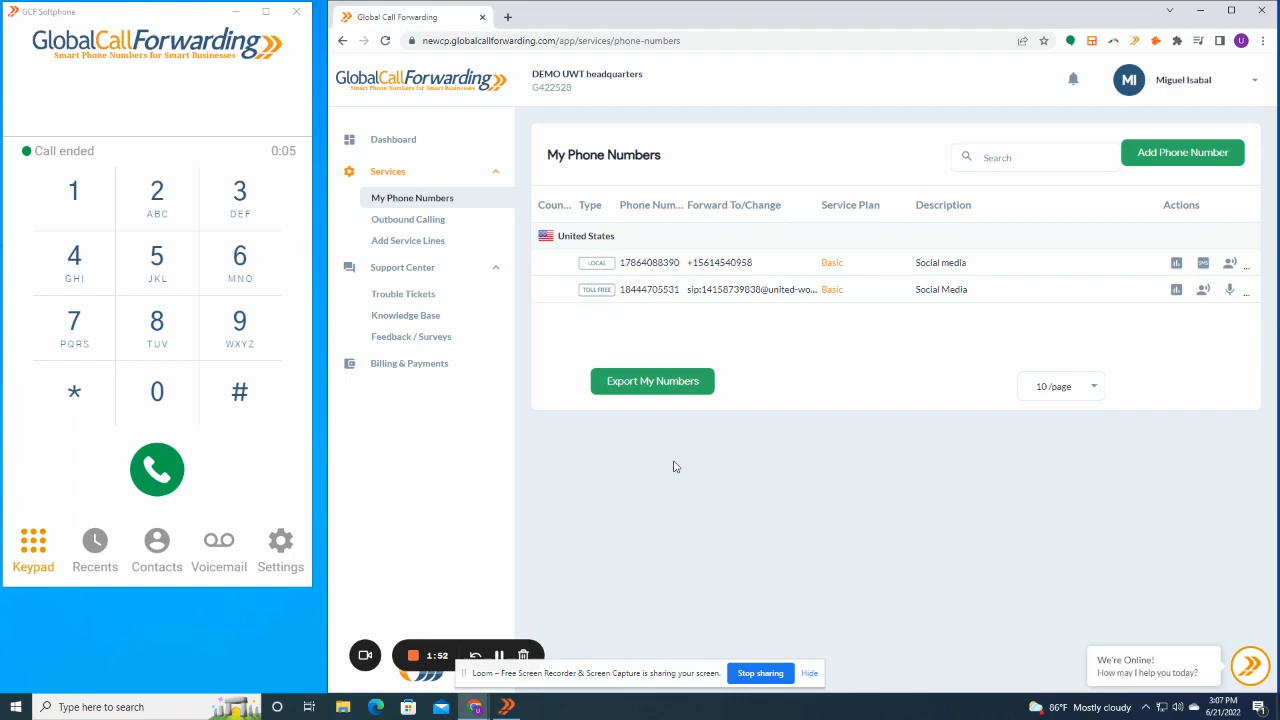 GCF Softphone
GlobalCallForwarding
Smart Phone Numbers for Smart Businesses
Call ended 0:05
1 2 3
ABC DEF
4 5 6
GHI JKL MNO
7 8 9
PQRS TUV WXYZ
* 0 #
Keypad Recents Contacts Voicemail Settings
Global Call Forwarding
newcp.globalcallforwarding.com/app/services/phone-numbers
U
GlobalCallForwarding
Smart Phone Numbers for Smart Businesses
DEMO UWT headquarters
G422528
MI Miguel Isabal
Dashboard
Services
My Phone Numbers
Outbound Calling
Add Service Lines
Support Center
Trouble Tickets
Knowledge Base
Feedback / Surveys
Billing & Payments
My Phone Numbers
Search
Add Phone Number
Coun... Type Phone Num... Forward To/Change Service Plan Description Actions
United States
LOCAL 17864088390 +15614540958 Basic Social media ...
TOLL FREE 18444705531 sip:14158739838@united-wo... Basic Social Media ...
Export My Numbers
10 /page
1:52
Loom – Free Screen Recorder & Screen Capture is sharing your screen. Stop sharing Hide
We're Online!
How may I help you today?
Type here to search
86°F Mostly cloudy
3:07 PM
6/21/2022